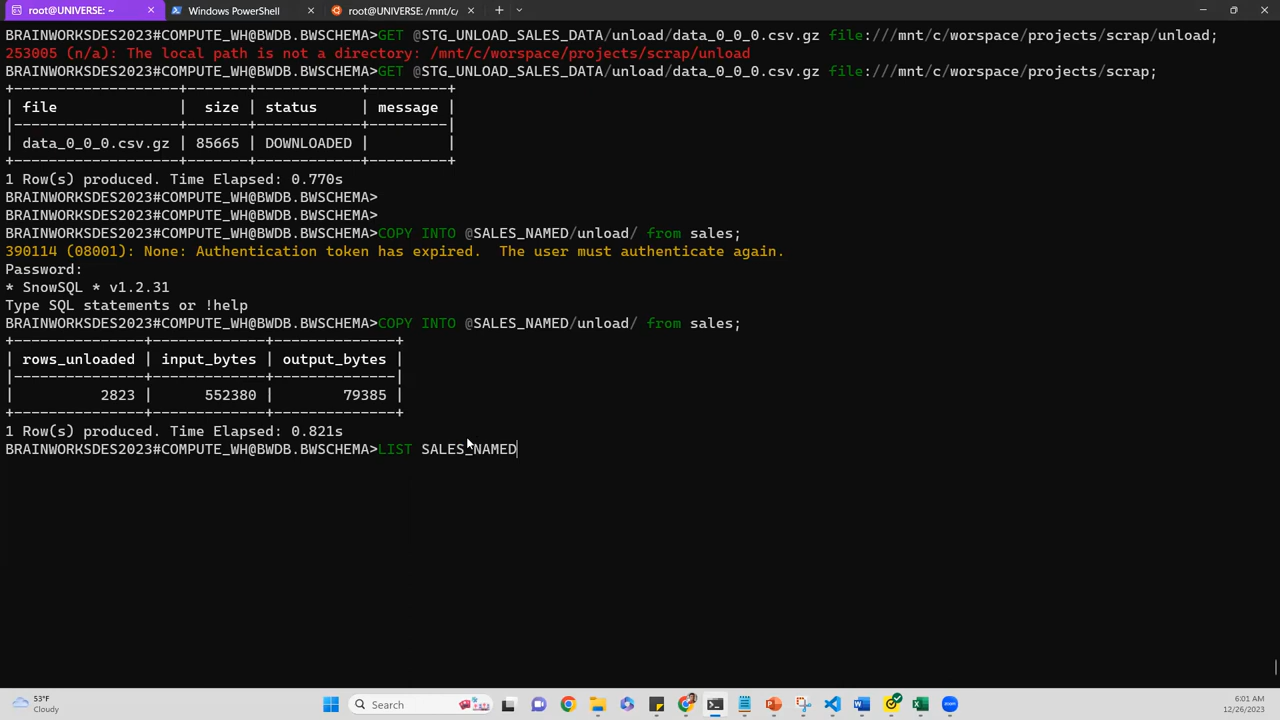 root@UNIVERSE: ~
Windows PowerShell
root@UNIVERSE: /mnt/c/
BRAINWORKSDES2023#COMPUTE_WH@BWDB.BWSCHEMA>GET @STG_UNLOAD_SALES_DATA/unload/data_0_0_0.csv.gz file:///mnt/c/worspace/projects/scrap/unload;
253005 (n/a): The local path is not a directory: /mnt/c/worspace/projects/scrap/unload
BRAINWORKSDES2023#COMPUTE_WH@BWDB.BWSCHEMA>GET @STG_UNLOAD_SALES_DATA/unload/data_0_0_0.csv.gz file:///mnt/c/worspace/projects/scrap;
+-------------------+-------+------------+---------+
| file | size | status | message |
|-------------------+-------+------------+---------|
| data_0_0_0.csv.gz | 85665 | DOWNLOADED | |
+-------------------+-------+------------+---------+
1 Row(s) produced. Time Elapsed: 0.770s
BRAINWORKSDES2023#COMPUTE_WH@BWDB.BWSCHEMA>
BRAINWORKSDES2023#COMPUTE_WH@BWDB.BWSCHEMA>
BRAINWORKSDES2023#COMPUTE_WH@BWDB.BWSCHEMA>COPY INTO @SALES_NAMED/unload/ from sales;
390114 (08001): None: Authentication token has expired.  The user must authenticate again.
Password:
* SnowSQL * v1.2.31
Type SQL statements or !help
BRAINWORKSDES2023#COMPUTE_WH@BWDB.BWSCHEMA>COPY INTO @SALES_NAMED/unload/ from sales;
+---------------+-------------+--------------+
| rows_unloaded | input_bytes | output_bytes |
|---------------+-------------+--------------|
| 2823 | 552380 | 79385 |
+---------------+-------------+--------------+
1 Row(s) produced. Time Elapsed: 0.821s
BRAINWORKSDES2023#COMPUTE_WH@BWDB.BWSCHEMA>LIST SALES_NAMED
53°F
Cloudy
Search
6:01 AM
12/26/2023